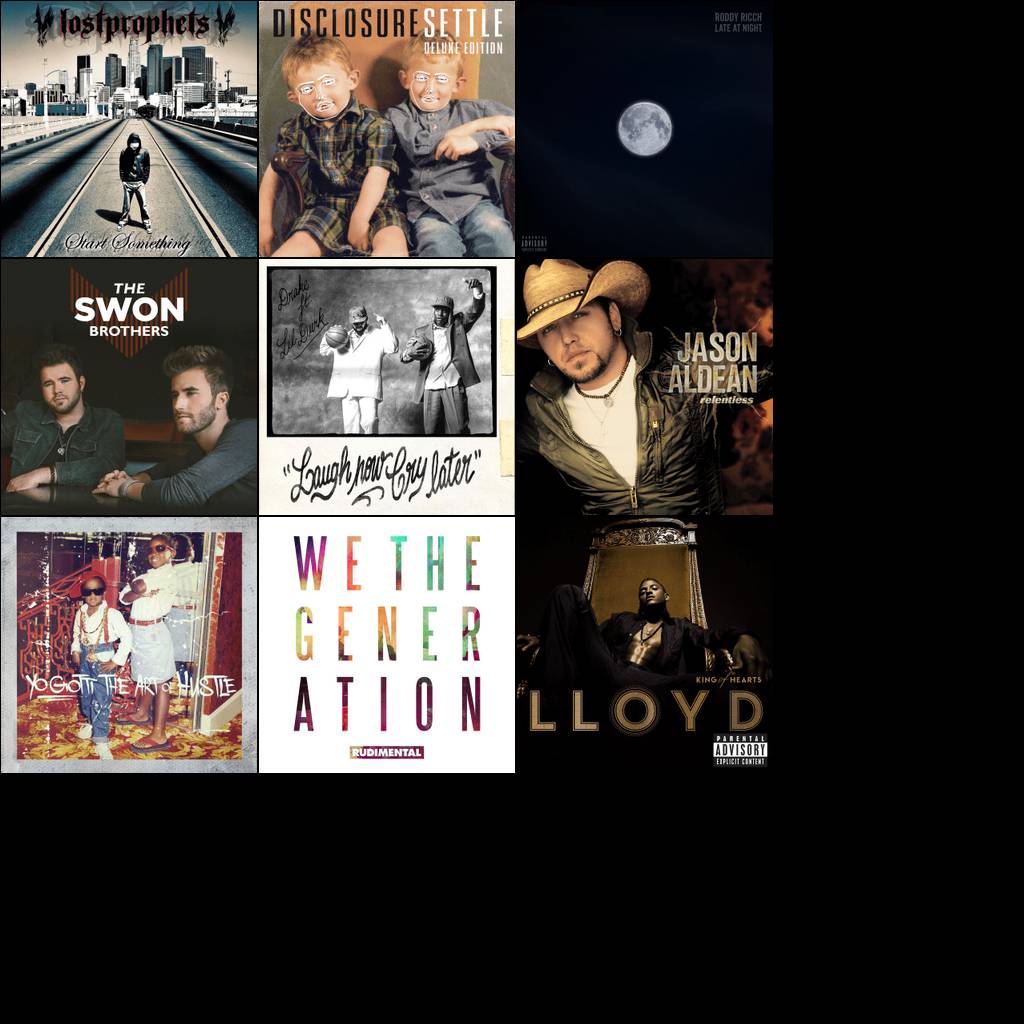 lostprophets
Start Something
DISCLOSURE SETTLE
DELUXE EDITION
RODDY RICCH
LATE AT NIGHT
PARENTAL
ADVISORY
EXPLICIT CONTENT
THE
SWON
BROTHERS
Drake
ft
Lil Durk
"Laugh now Cry later"
JASON
ALDEAN
relentless
YO GOTTI THE ART OF HUSTLE
WE THE
GENER
ATION
RUDIMENTAL
KING of HEARTS
LLOYD
PARENTAL
ADVISORY
EXPLICIT CONTENT